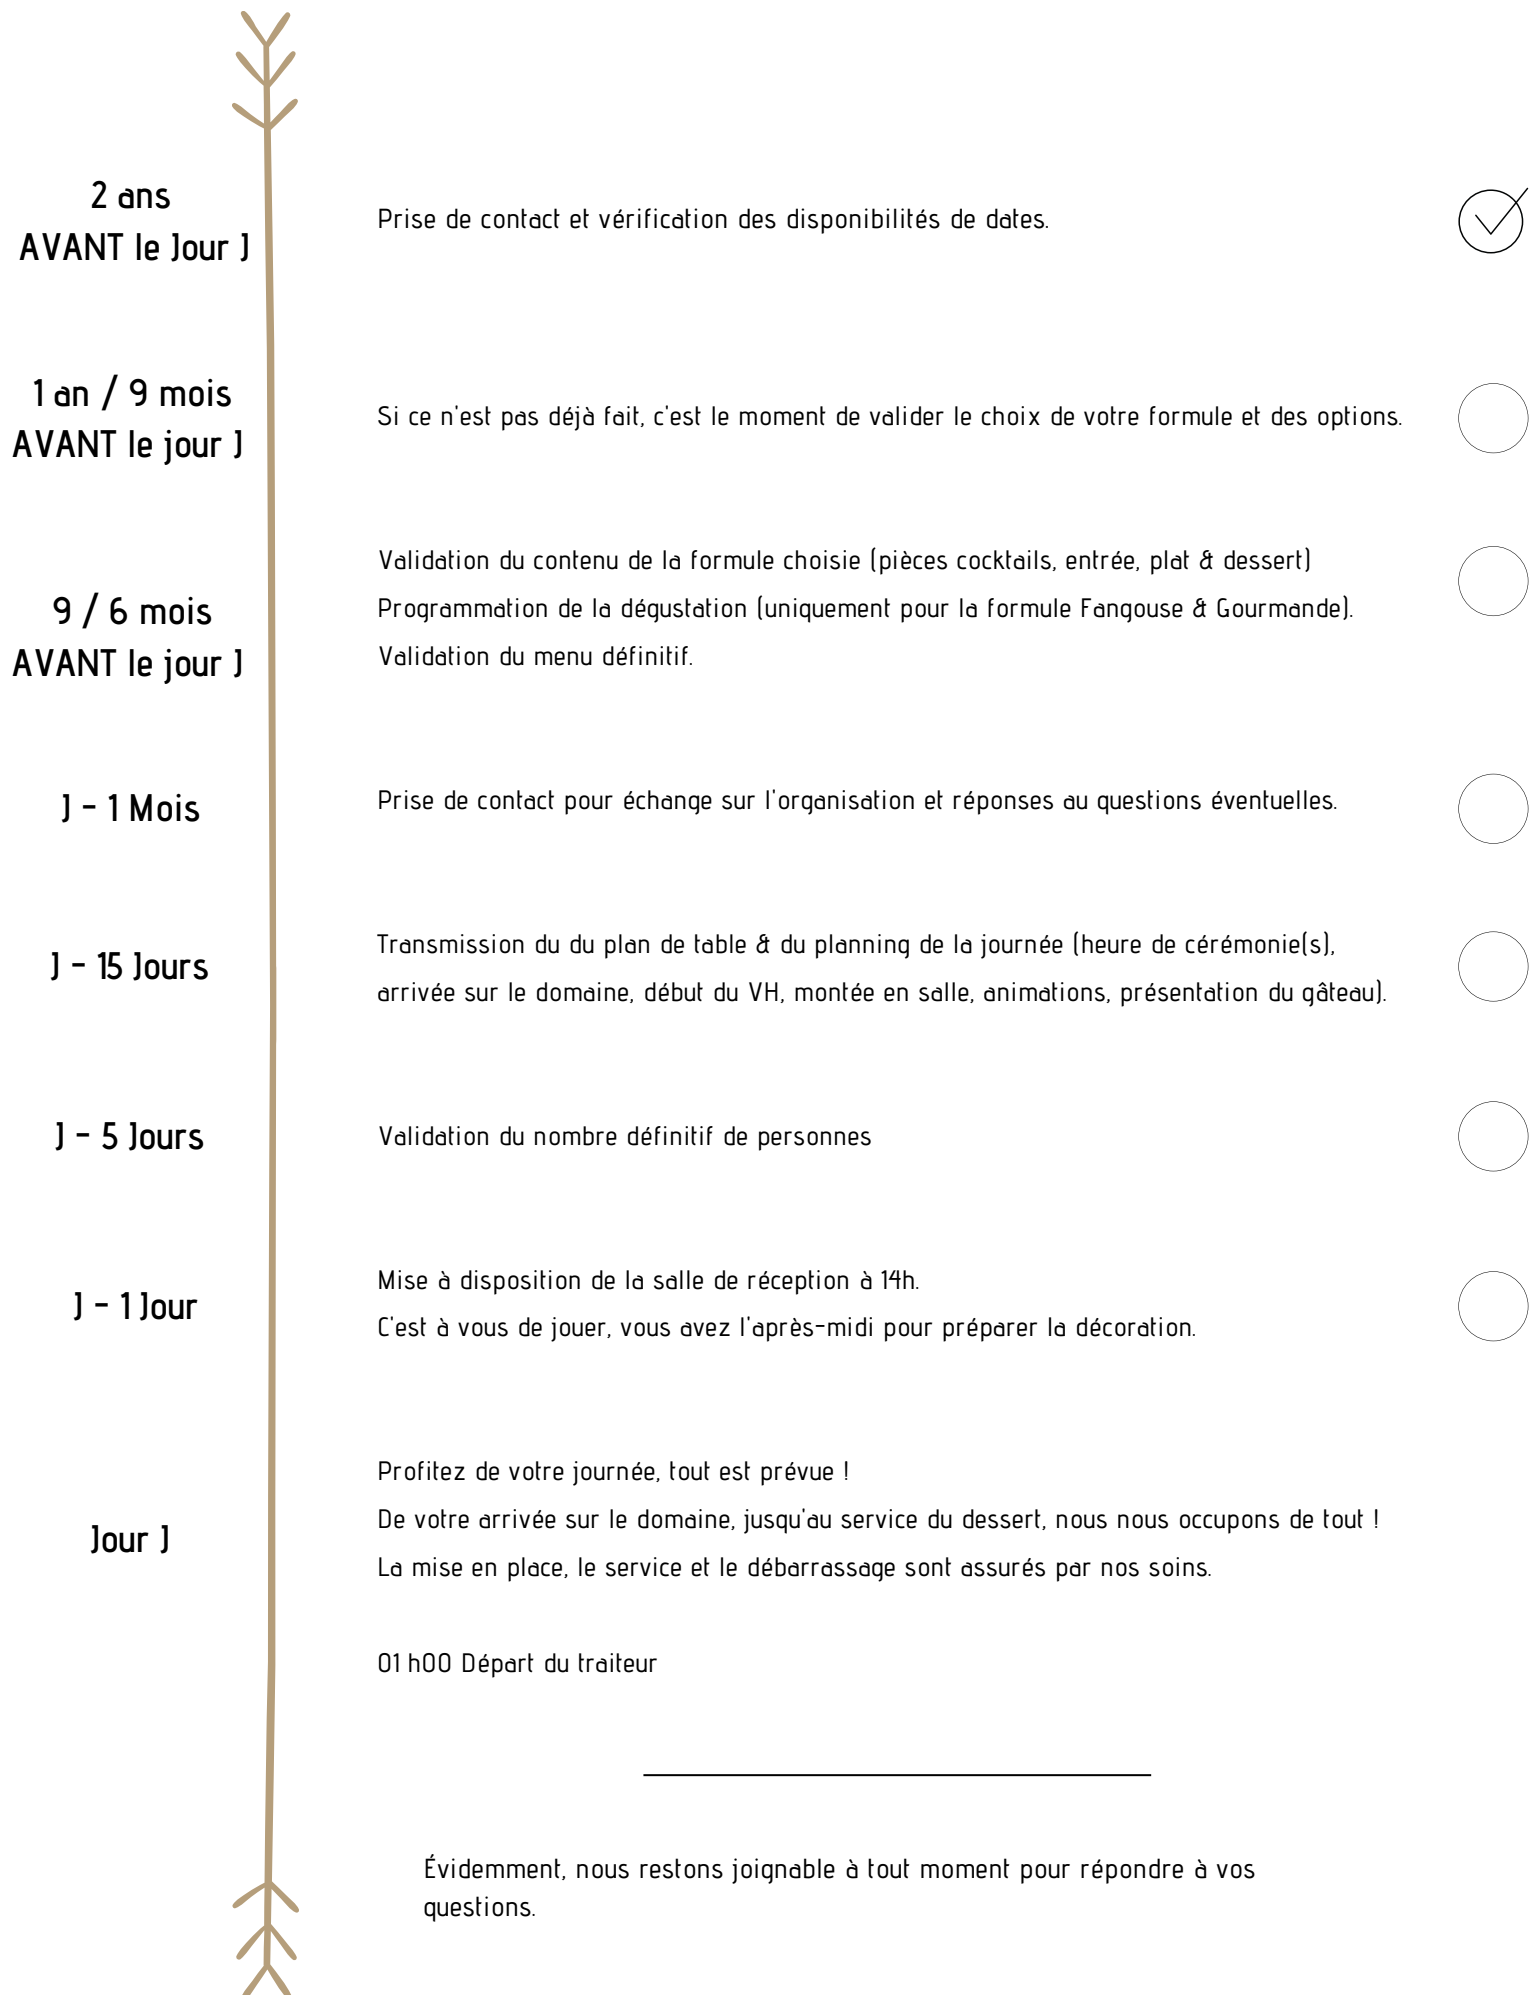 2 ans
AVANT le Jour J
Prise de contact et vérification des disponibilités de dates.
1 an / 9 mois
AVANT le jour J
Si ce n'est pas déjà fait, c'est le moment de valider le choix de votre formule et des options.
9 / 6 mois
AVANT le jour J
Validation du contenu de la formule choisie (pièces cocktails, entrée, plat & dessert)
Programmation de la dégustation (uniquement pour la formule Fangouse & Gourmande).
Validation du menu définitif.
J - 1 Mois
Prise de contact pour échange sur l'organisation et réponses au questions éventuelles.
J - 15 Jours
Transmission du du plan de table & du planning de la journée (heure de cérémonie(s),
arrivée sur le domaine, début du VH, montée en salle, animations, présentation du gâteau).
J - 5 Jours
Validation du nombre définitif de personnes
J - 1 Jour
Mise à disposition de la salle de réception à 14h.
C'est à vous de jouer, vous avez l'après-midi pour préparer la décoration.
Jour J
Profitez de votre journée, tout est prévue !
De votre arrivée sur le domaine, jusqu'au service du dessert, nous nous occupons de tout !
La mise en place, le service et le débarrassage sont assurés par nos soins.
01 h00 Départ du traiteur
Évidemment, nous restons joignable à tout moment pour répondre à vos
questions.